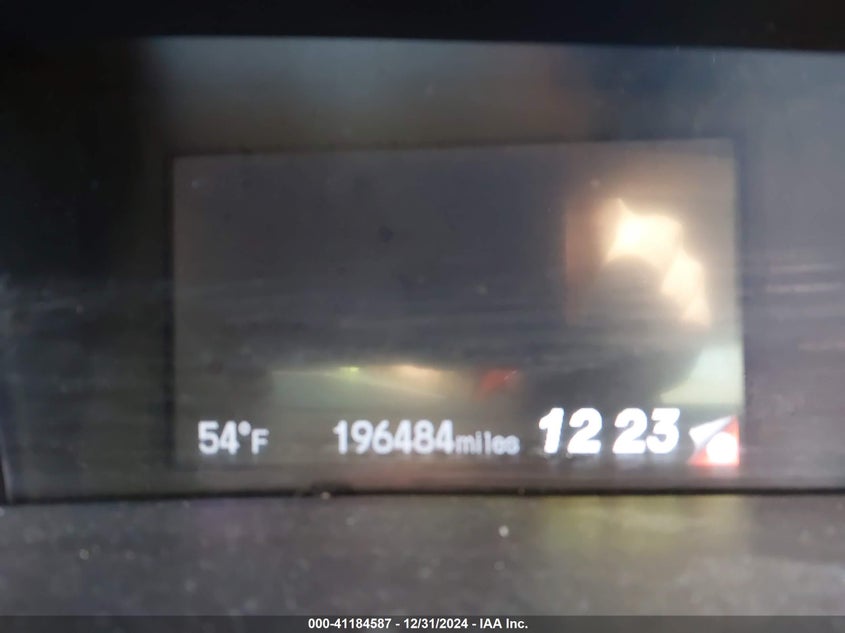 54°F 196484miles 12 23
000-41184587 - 12/31/2024 - IAA Inc.